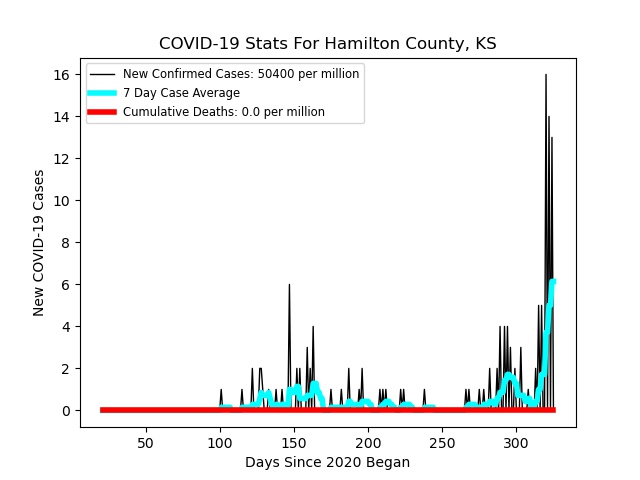 COVID-19 Stats For Hamilton County, KS
New Confirmed Cases: 50400 per million
7 Day Case Average
Cumulative Deaths: 0.0 per million
16
14
12
10
8
6
4
2
0
New COVID-19 Cases
50 100 150 200 250 300
Days Since 2020 Began